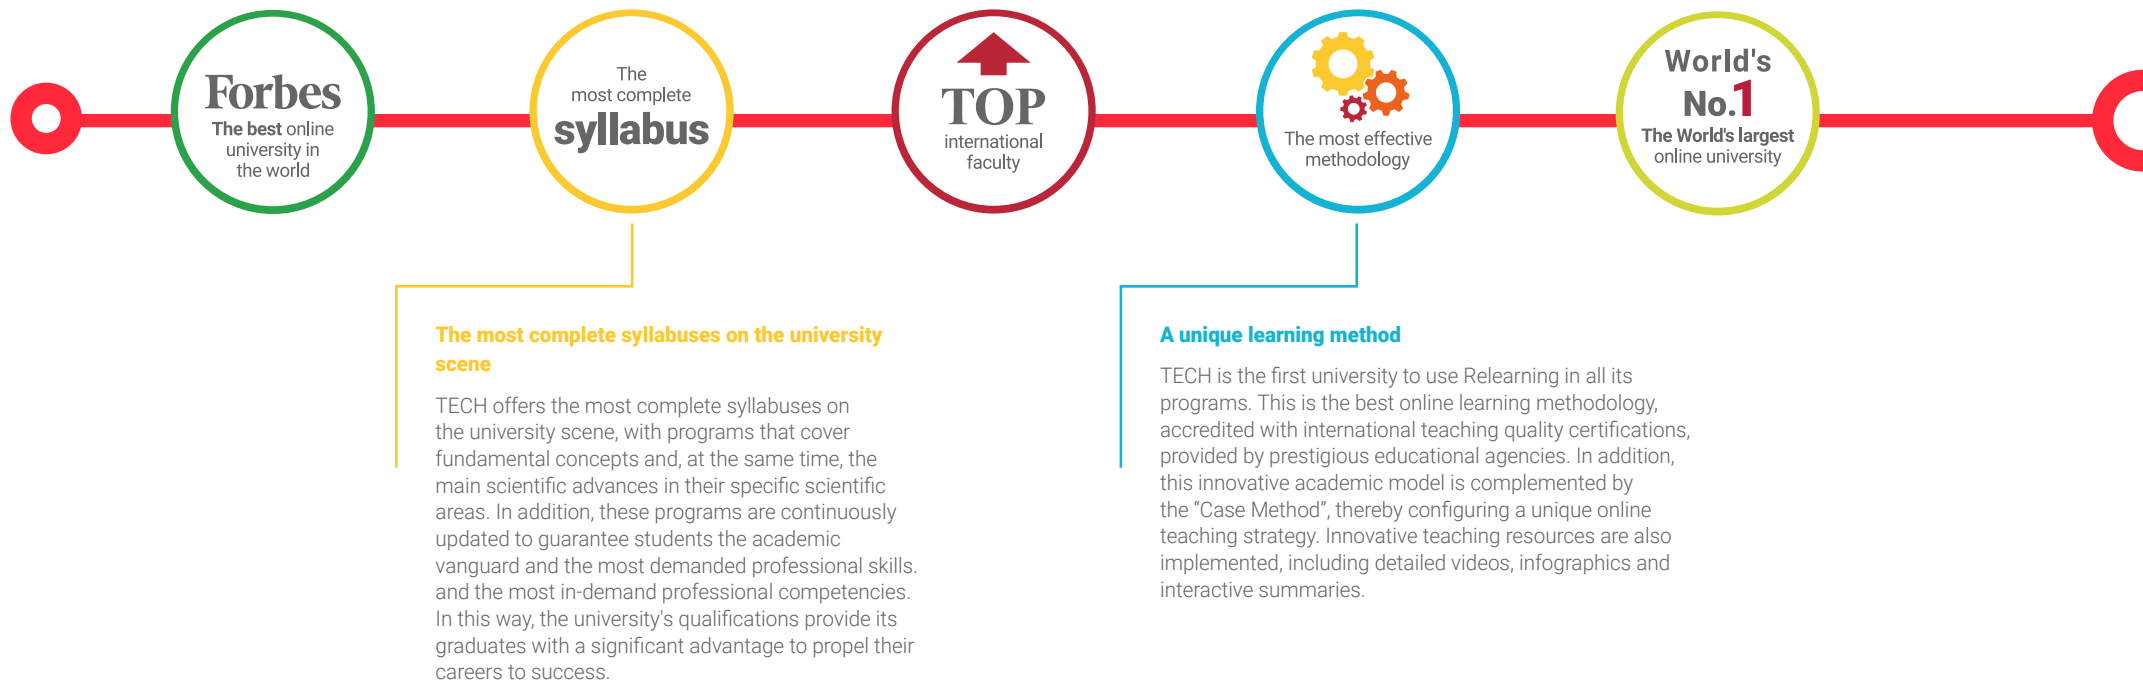 Forbes
The best online
university in
the world
The
most complete
syllabus
TOP
international
faculty
The most effective
methodology
World's
No.1
The World's largest
online university
The most complete syllabuses on the university
scene
TECH offers the most complete syllabuses on
the university scene, with programs that cover
fundamental concepts and, at the same time, the
main scientific advances in their specific scientific
areas. In addition, these programs are continuously
updated to guarantee students the academic
vanguard and the most demanded professional skills.
and the most in-demand professional competencies.
In this way, the university's qualifications provide its
graduates with a significant advantage to propel their
careers to success.
A unique learning method
TECH is the first university to use Relearning in all its
programs. This is the best online learning methodology,
accredited with international teaching quality certifications,
provided by prestigious educational agencies. In addition,
this innovative academic model is complemented by
the “Case Method”, thereby configuring a unique online
teaching strategy. Innovative teaching resources are also
implemented, including detailed videos, infographics and
interactive summaries.